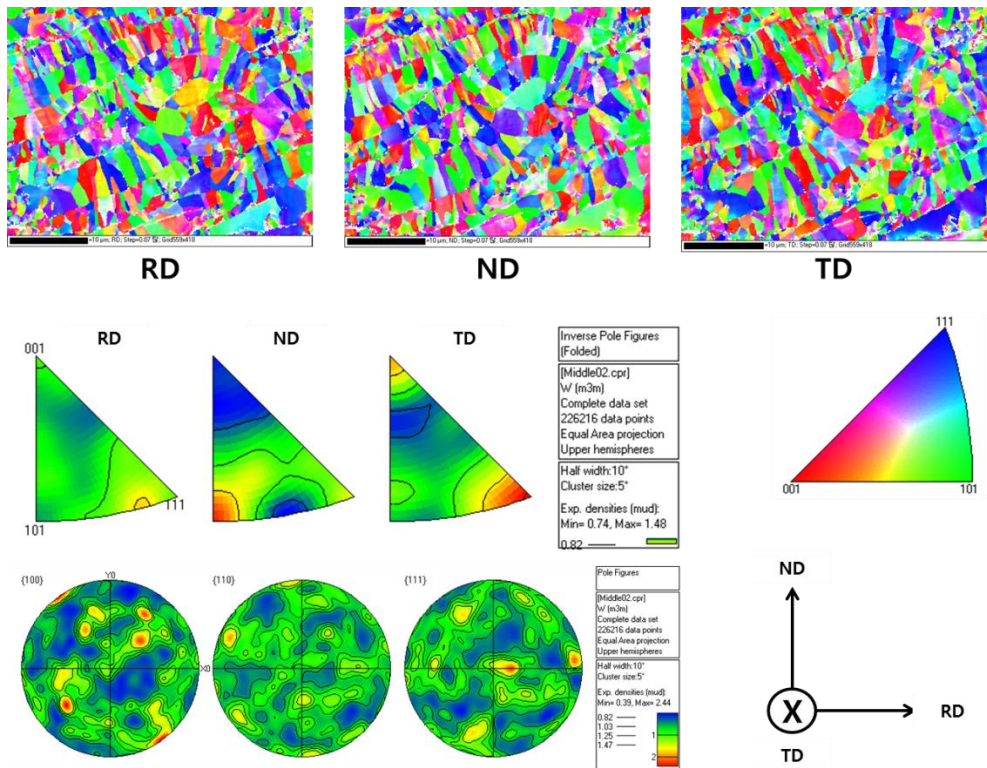 =10 µm; RD; Step=0.07 칢; Grid559x418
=10 µm; ND; Step=0.07 칢; Grid559x418
=10 µm; TD; Step=0.07 칢; Grid559x418
RD
ND
TD
RD
ND
TD
001
111
101
Inverse Pole Figures
(Folded)
[Middle02.cpr]
W (m3m)
Complete data set
226216 data points
Equal Area projection
Upper hemispheres
Half width:10°
Cluster size:5°
Exp. densities (mud):
Min= 0.74, Max= 1.48
0.82
111
001
101
{100}
Y0
{110}
{111}
X0
Pole Figures
[Middle02.cpr]
W (m3m)
Complete data set
226216 data points
Equal Area projection
Upper hemispheres
Half width:10°
Cluster size:5°
Exp. densities (mud):
Min= 0.39, Max= 2.44
0.82
1.03
1.25
1.47
1
2
ND
X
RD
TD